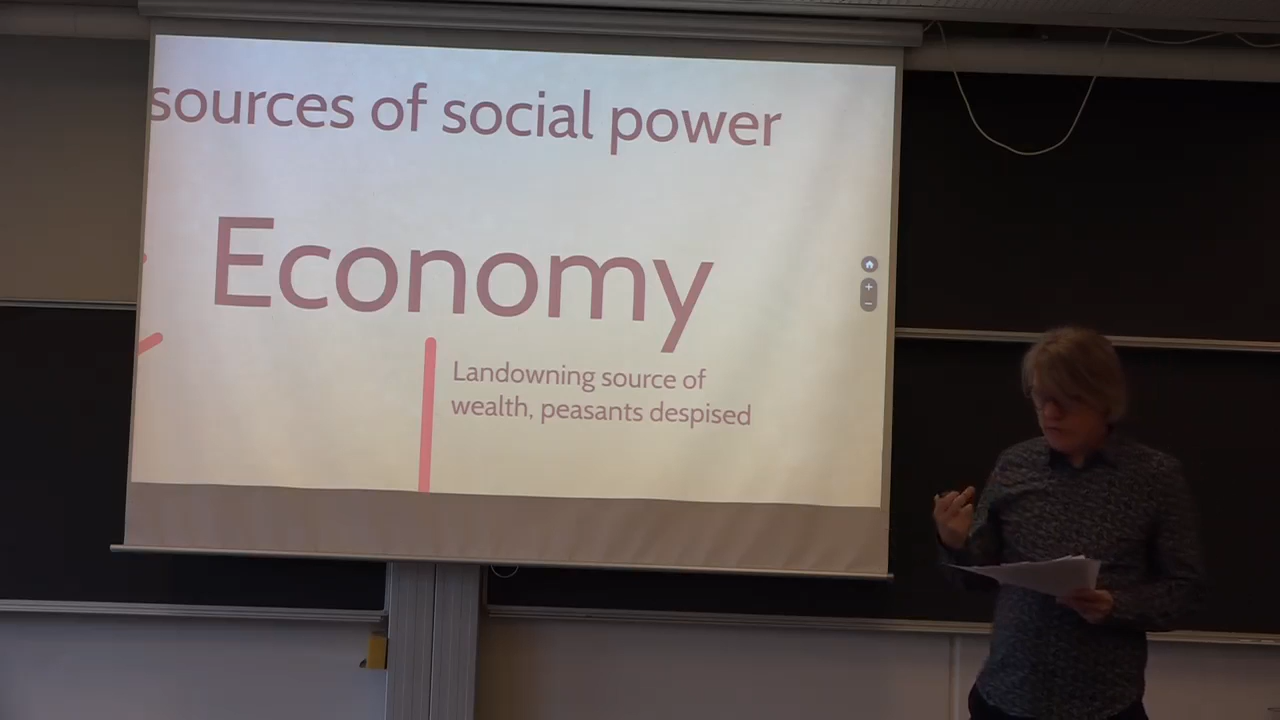 sources of social power
Economy
Landowning source of
wealth, peasants despised